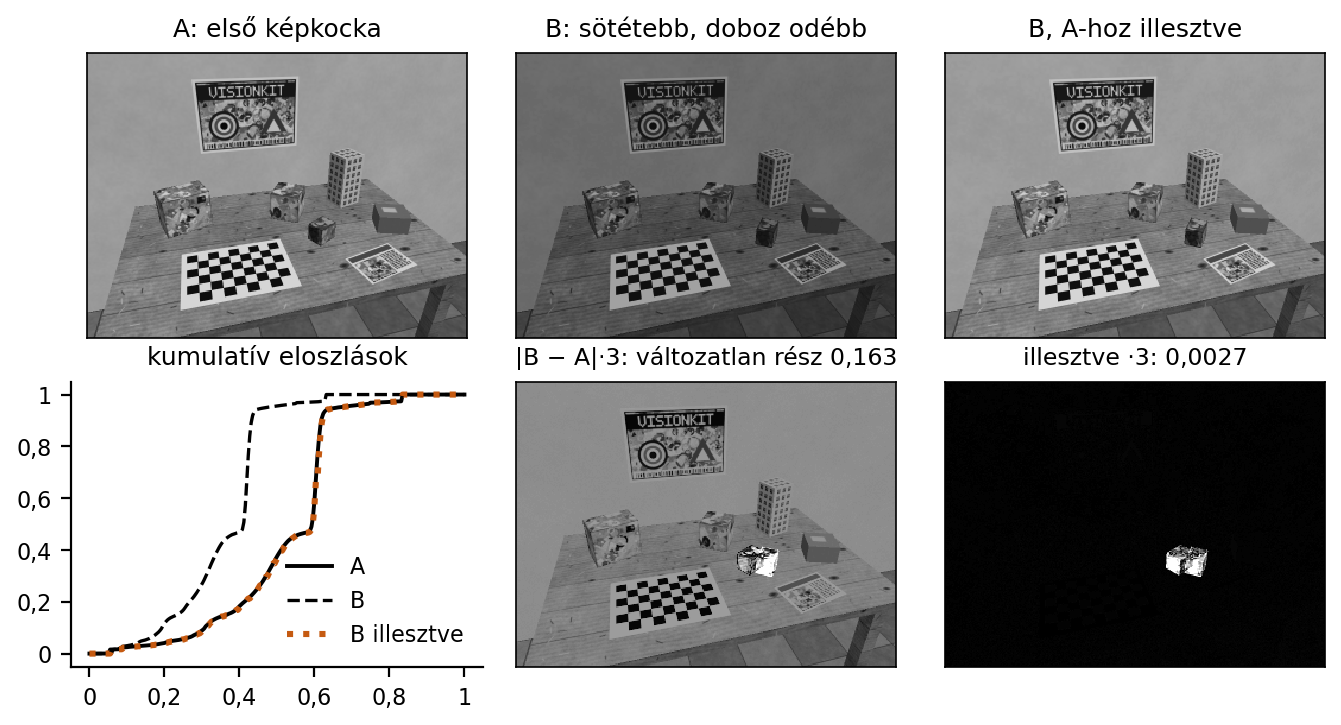 A: első képkocka
B: sötétebb, doboz odébb
B, A-hoz illesztve
VISIONKIT
VISIONKIT
VISIONKIT
kumulatív eloszlások
1
0,8
0,6
0,4
0,2
0
0 0,2 0,4 0,6 0,8 1
A
B
B illesztve
|B − A|·3: változatlan rész 0,163
VISIONKIT
illesztve ·3: 0,0027